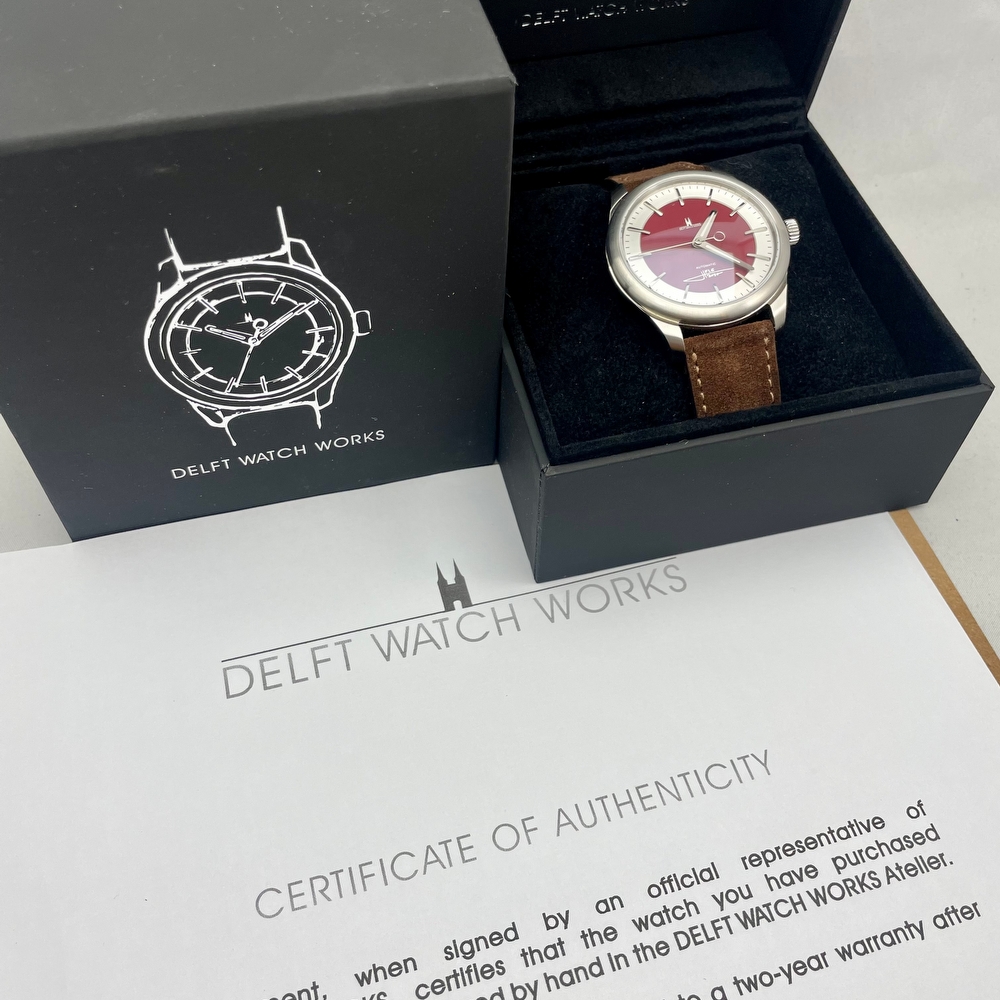 DELFT WATCH WORKS
DELFT WATCH WORKS
DELFT WATCH WORKS
CERTIFICATE OF AUTHENTICITY
when signed by an official representative of
certifies that the watch you have purchased
by hand in the DELFT WATCH WORKS Atelier.
a two-year warranty after